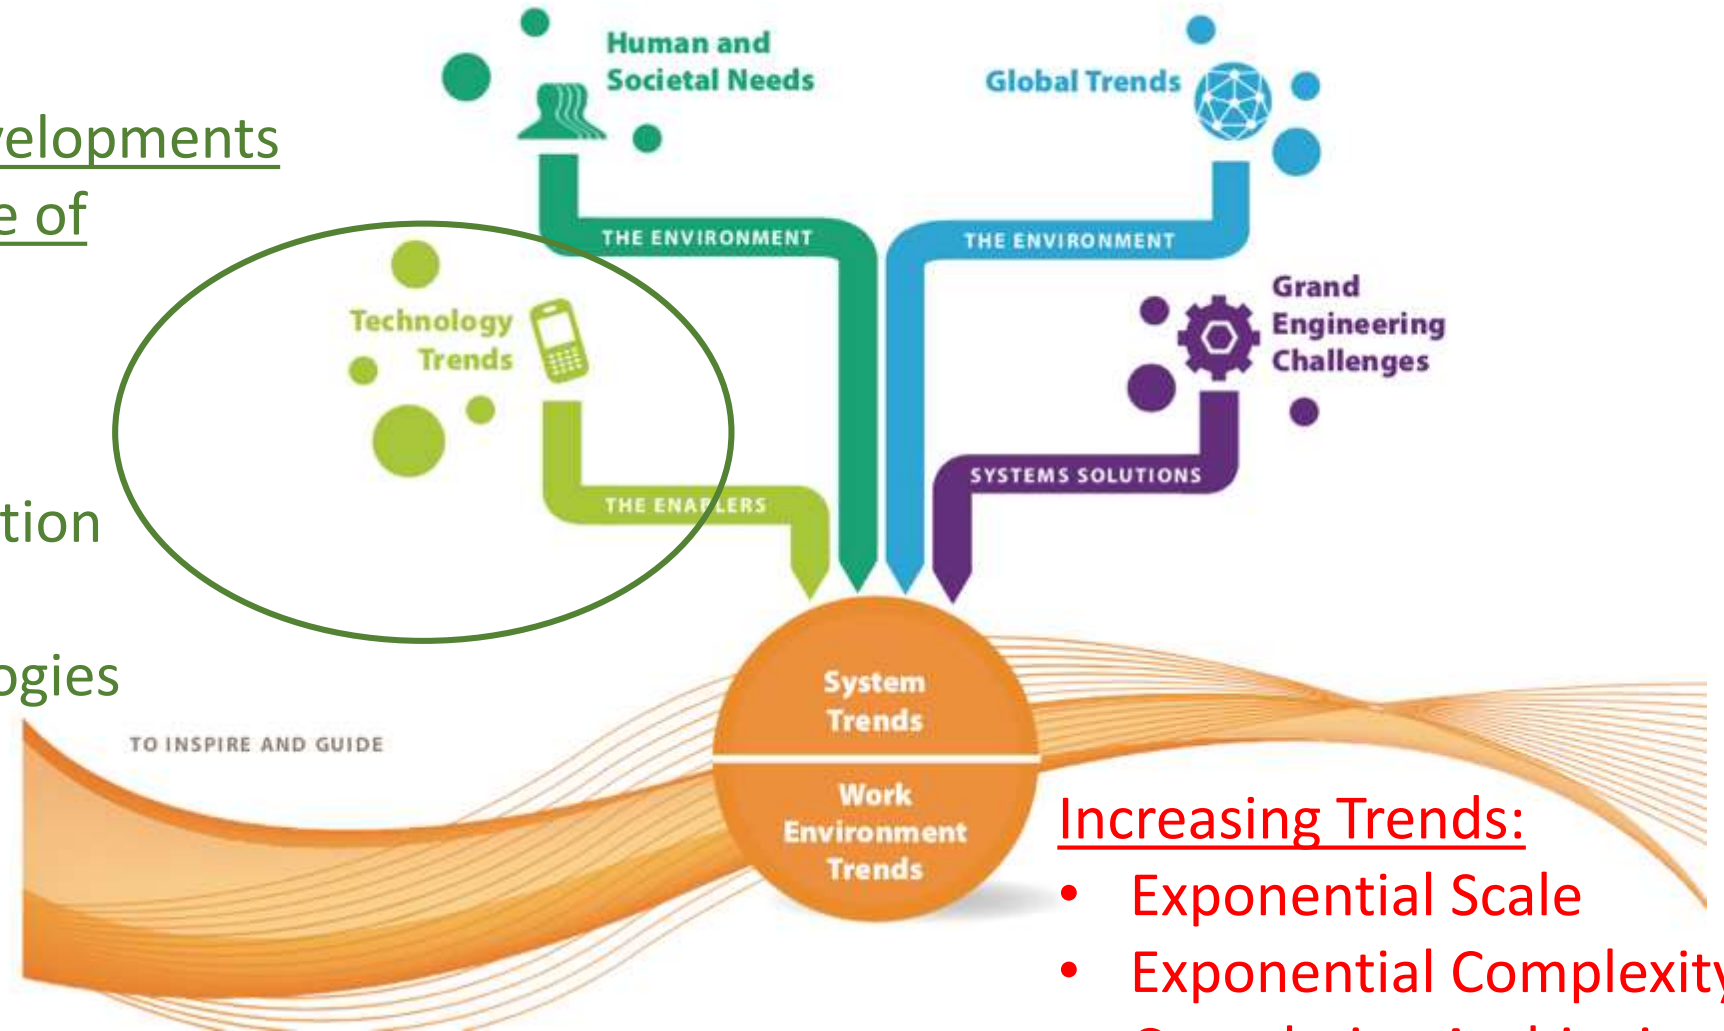 Human and
Societal Needs
Global Trends
velopments
e of
THE ENVIRONMENT
THE ENVIRONMENT
Technology
Trends
Grand
Engineering
Challenges
SYSTEMS SOLUTIONS
THE ENABLERS
tion
ogies
TO INSPIRE AND GUIDE
System
Trends
Work
Environment
Trends
Increasing Trends:
• Exponential Scale
• Exponential Complexity